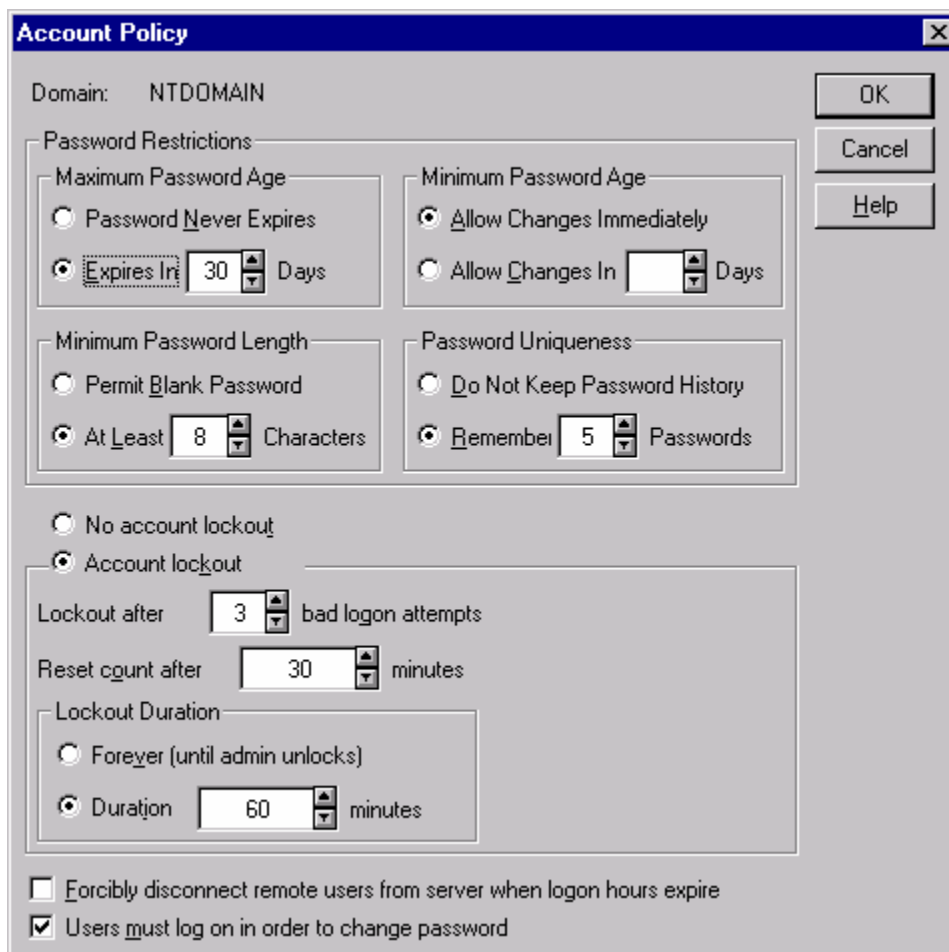 Account Policy
Domain: NTDOMAIN
OK
Cancel
Help
Password Restrictions
Maximum Password Age
Password Never Expires
Expires In 30 Days
Minimum Password Age
Allow Changes Immediately
Allow Changes In Days
Minimum Password Length
Permit Blank Password
At Least 8 Characters
Password Uniqueness
Do Not Keep Password History
Remember 5 Passwords
No account lockout
Account lockout
Lockout after 3 bad logon attempts
Reset count after 30 minutes
Lockout Duration
Forever (until admin unlocks)
Duration 60 minutes
Forcibly disconnect remote users from server when logon hours expire
Users must log on in order to change password